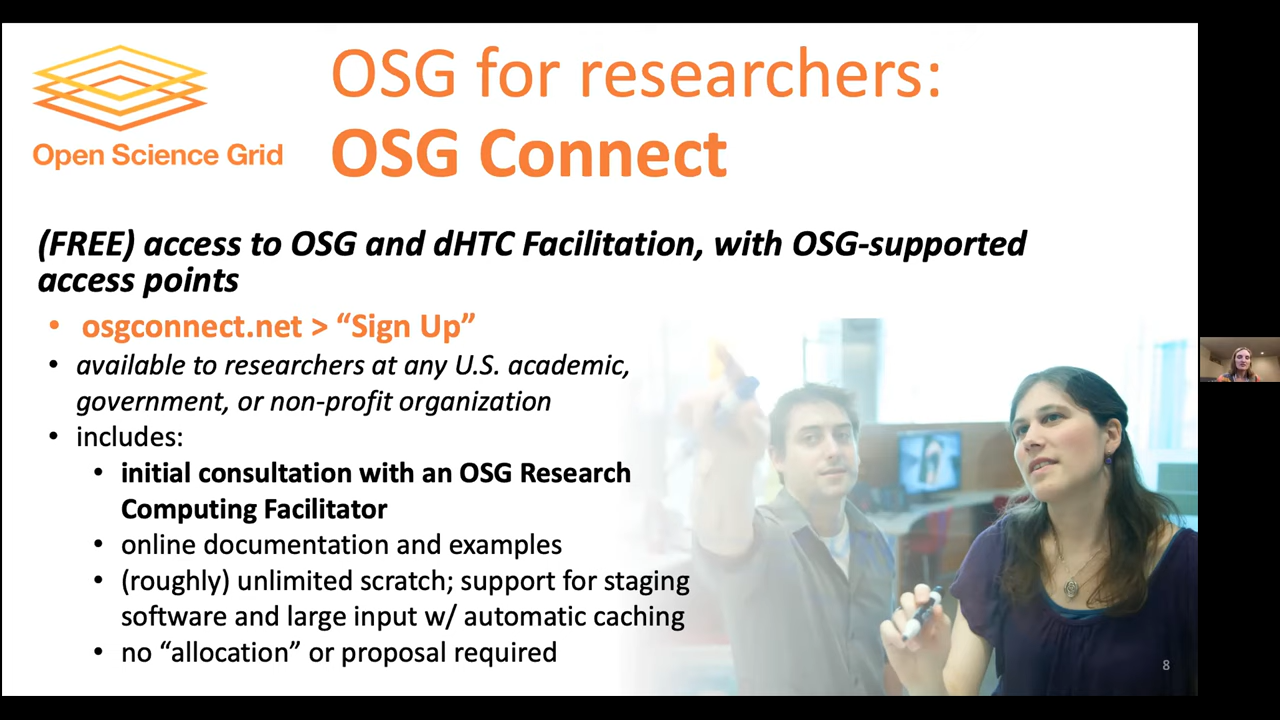 Open Science Grid
OSG for researchers:
OSG Connect
(FREE) access to OSG and dHTC Facilitation, with OSG-supported
access points
• osgconnect.net > “Sign Up”
• available to researchers at any U.S. academic,
government, or non-profit organization
• includes:
• initial consultation with an OSG Research
Computing Facilitator
• online documentation and examples
• (roughly) unlimited scratch; support for staging
software and large input w/ automatic caching
• no “allocation” or proposal required
8